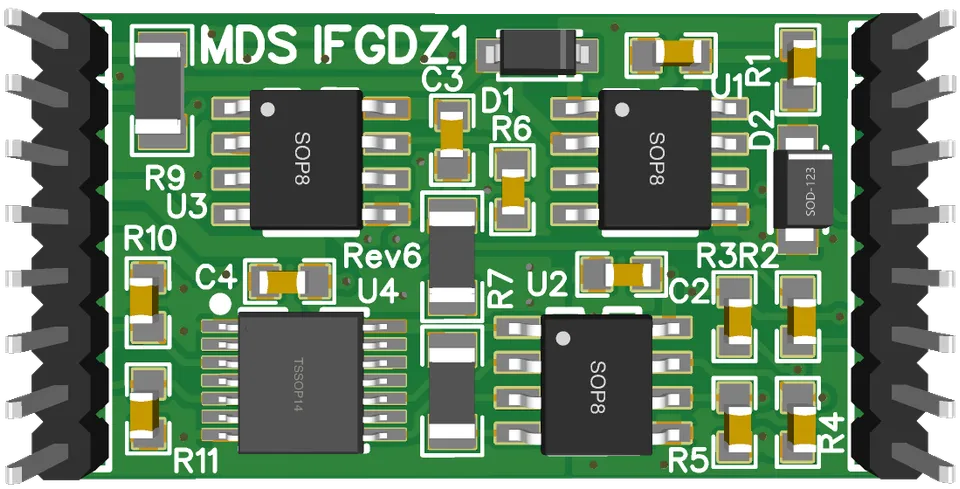 MDS IFGDZ1
C3
D1
R6
U1
R1
D2
SOP8
SOP8
SOD-123
R9
U3
R10
Rev6
C4
U4
R7
U2
C2
R3R2
TSSOP14
SOP8
R11
R5
R4